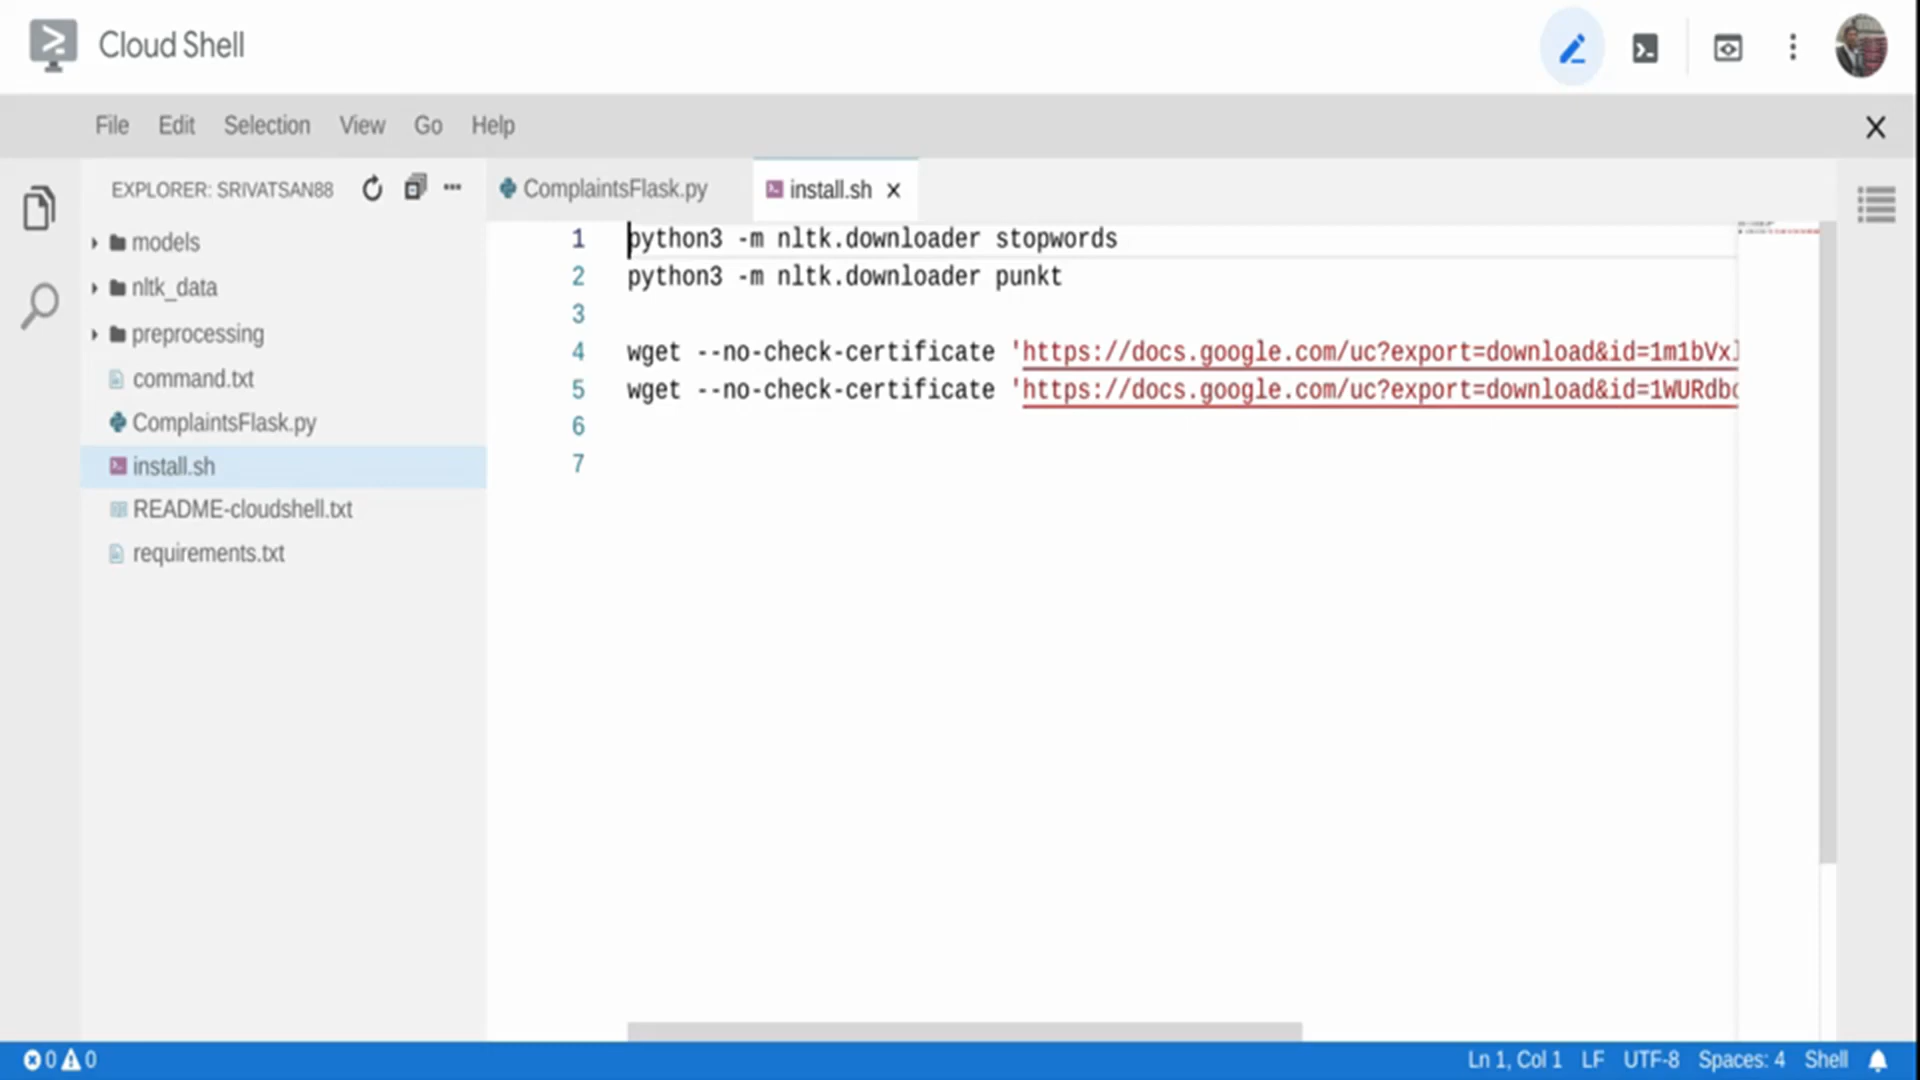 Cloud Shell
File Edit Selection View Go Help
EXPLORER: SRIVATSAN88
models
nltk_data
preprocessing
command.txt
ComplaintsFlask.py
install.sh
README-cloudshell.txt
requirements.txt
ComplaintsFlask.py install.sh
1 python3 -m nltk.downloader stopwords
2 python3 -m nltk.downloader punkt
3
4 wget --no-check-certificate 'https://docs.google.com/uc?export=download&id=1m1bVx
5 wget --no-check-certificate 'https://docs.google.com/uc?export=download&id=1WURdb
6
7
0 0 Ln 1, Col 1 LF UTF-8 Spaces: 4 Shell